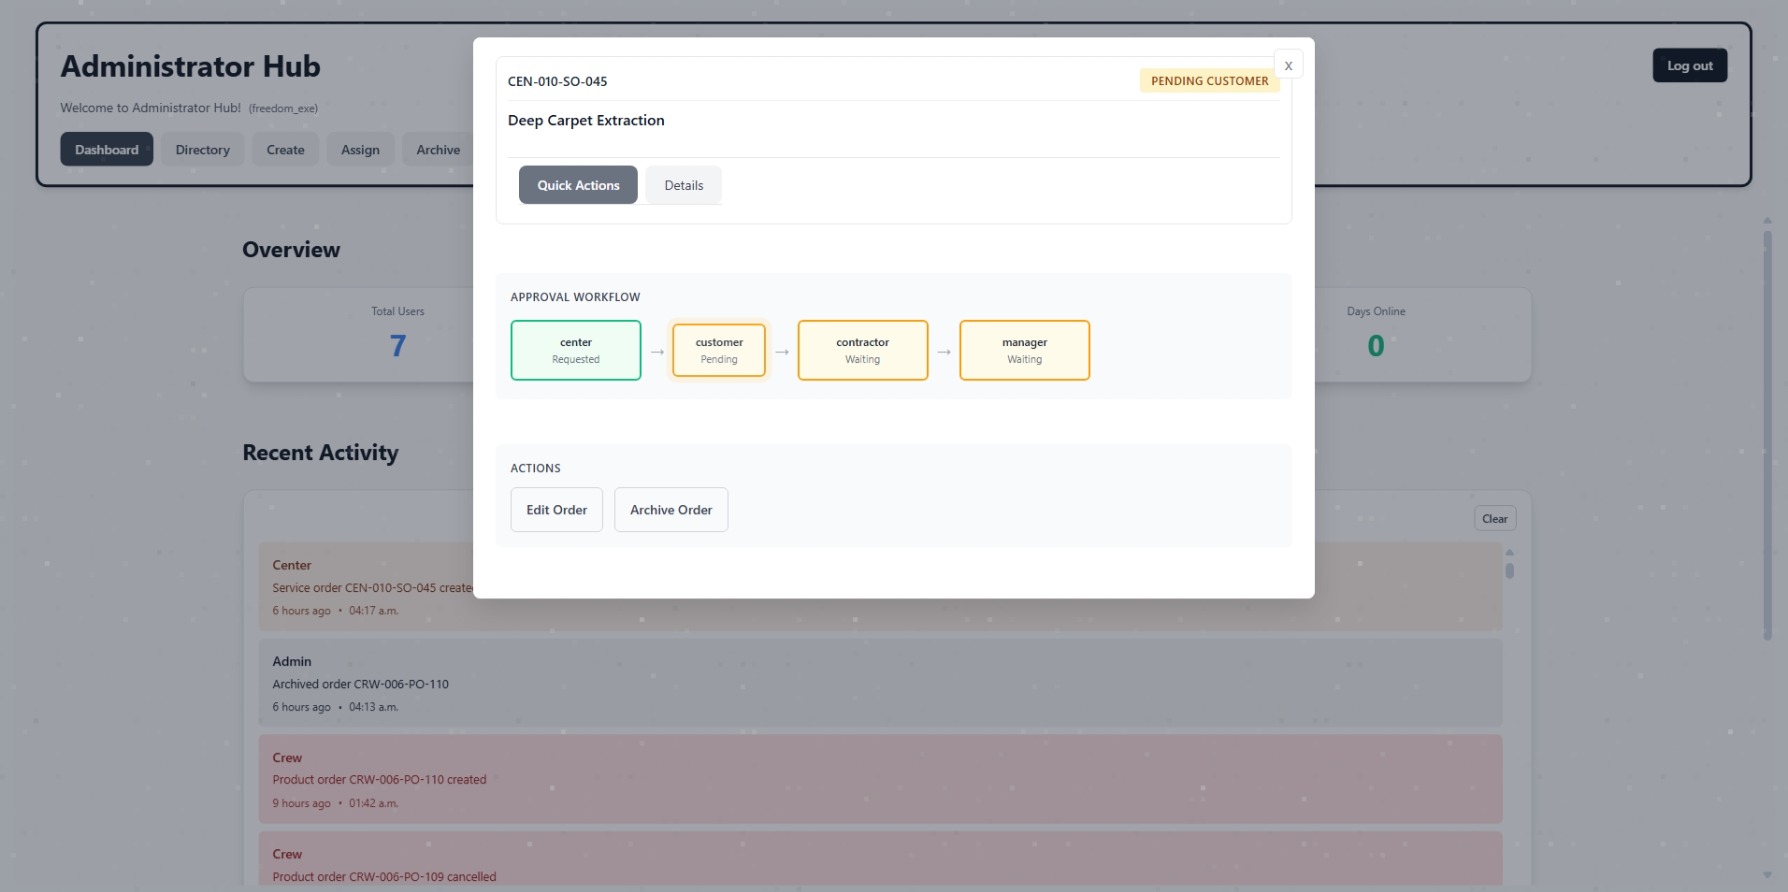 Administrator Hub
Welcome to Administrator Hub! (freedom_exe)
Dashboard Directory Create Assign Archive
Log out
CEN-010-SO-045
PENDING CUSTOMER
X
Deep Carpet Extraction
Quick Actions Details
APPROVAL WORKFLOW
center
Requested
→
customer
Pending
→
contractor
Waiting
→
manager
Waiting
ACTIONS
Edit Order Archive Order
Overview
Total Users
7
Days Online
0
Recent Activity
Clear
Center
Service order CEN-010-SO-045 create
6 hours ago • 04:17 a.m.
Admin
Archived order CRW-006-PO-110
6 hours ago • 04:13 a.m.
Crew
Product order CRW-006-PO-110 created
9 hours ago • 01:42 a.m.
Crew
Product order CRW-006-PO-109 cancelled